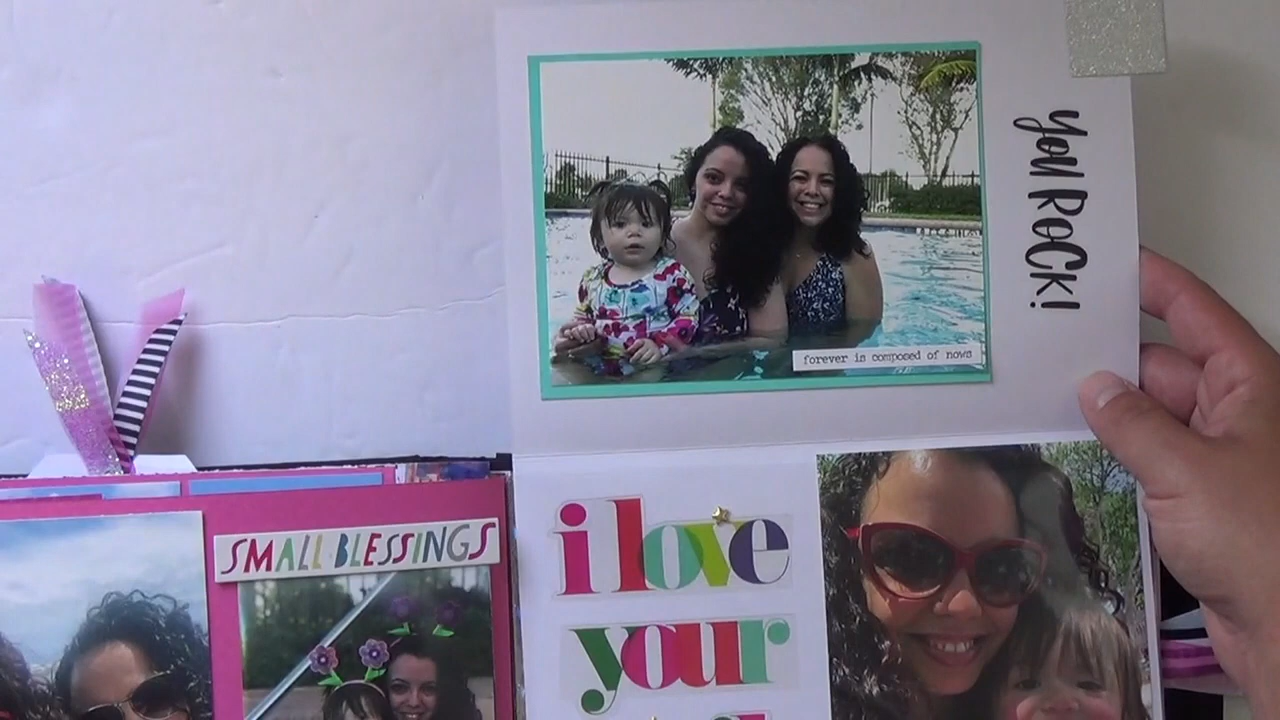 YOU ROCK!
forever is composed of nows
SMALL BLESSINGS
i love
your